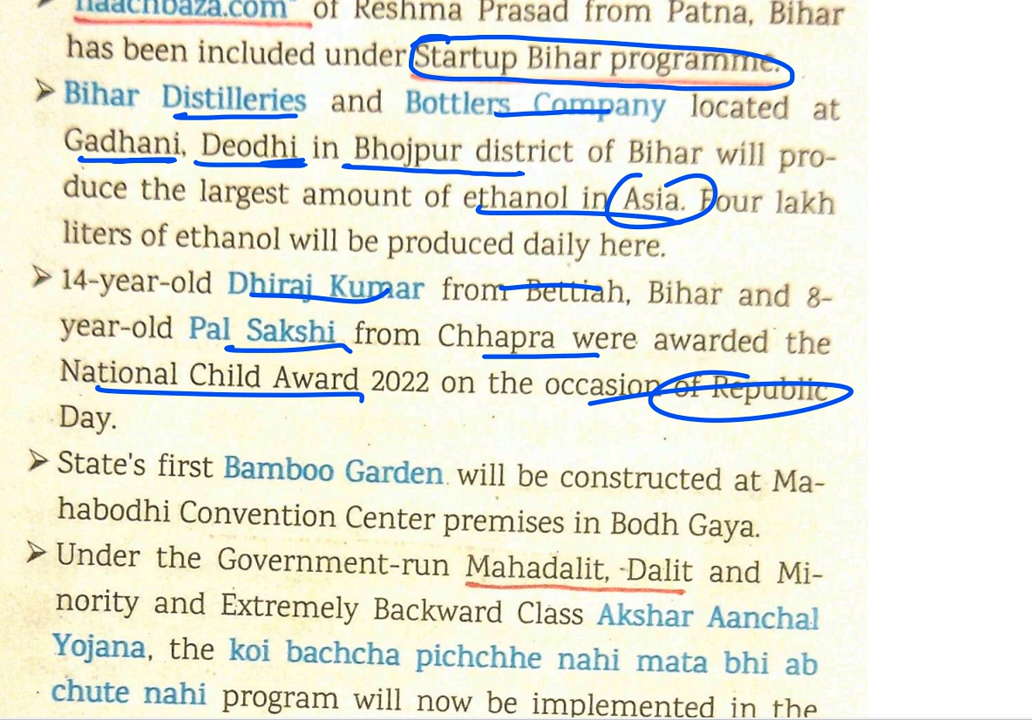 naachbaza.com" of Reshma Prasad from Patna, Bihar
has been included under Startup Bihar programme.
➤ Bihar Distilleries and Bottlers Company located at
Gadhani, Deodhi in Bhojpur district of Bihar will pro-
duce the largest amount of ethanol in Asia. Four lakh
liters of ethanol will be produced daily here.
➤ 14-year-old Dhiraj Kumar from Bettiah, Bihar and 8-
year-old Pal Sakshi from Chhapra were awarded the
National Child Award 2022 on the occasion of Republic
Day.
➤ State's first Bamboo Garden will be constructed at Ma-
habodhi Convention Center premises in Bodh Gaya.
➤ Under the Government-run Mahadalit, Dalit and Mi-
nority and Extremely Backward Class Akshar Aanchal
Yojana, the koi bachcha pichchhe nahi mata bhi ab
chute nahi program will now be implemented in the